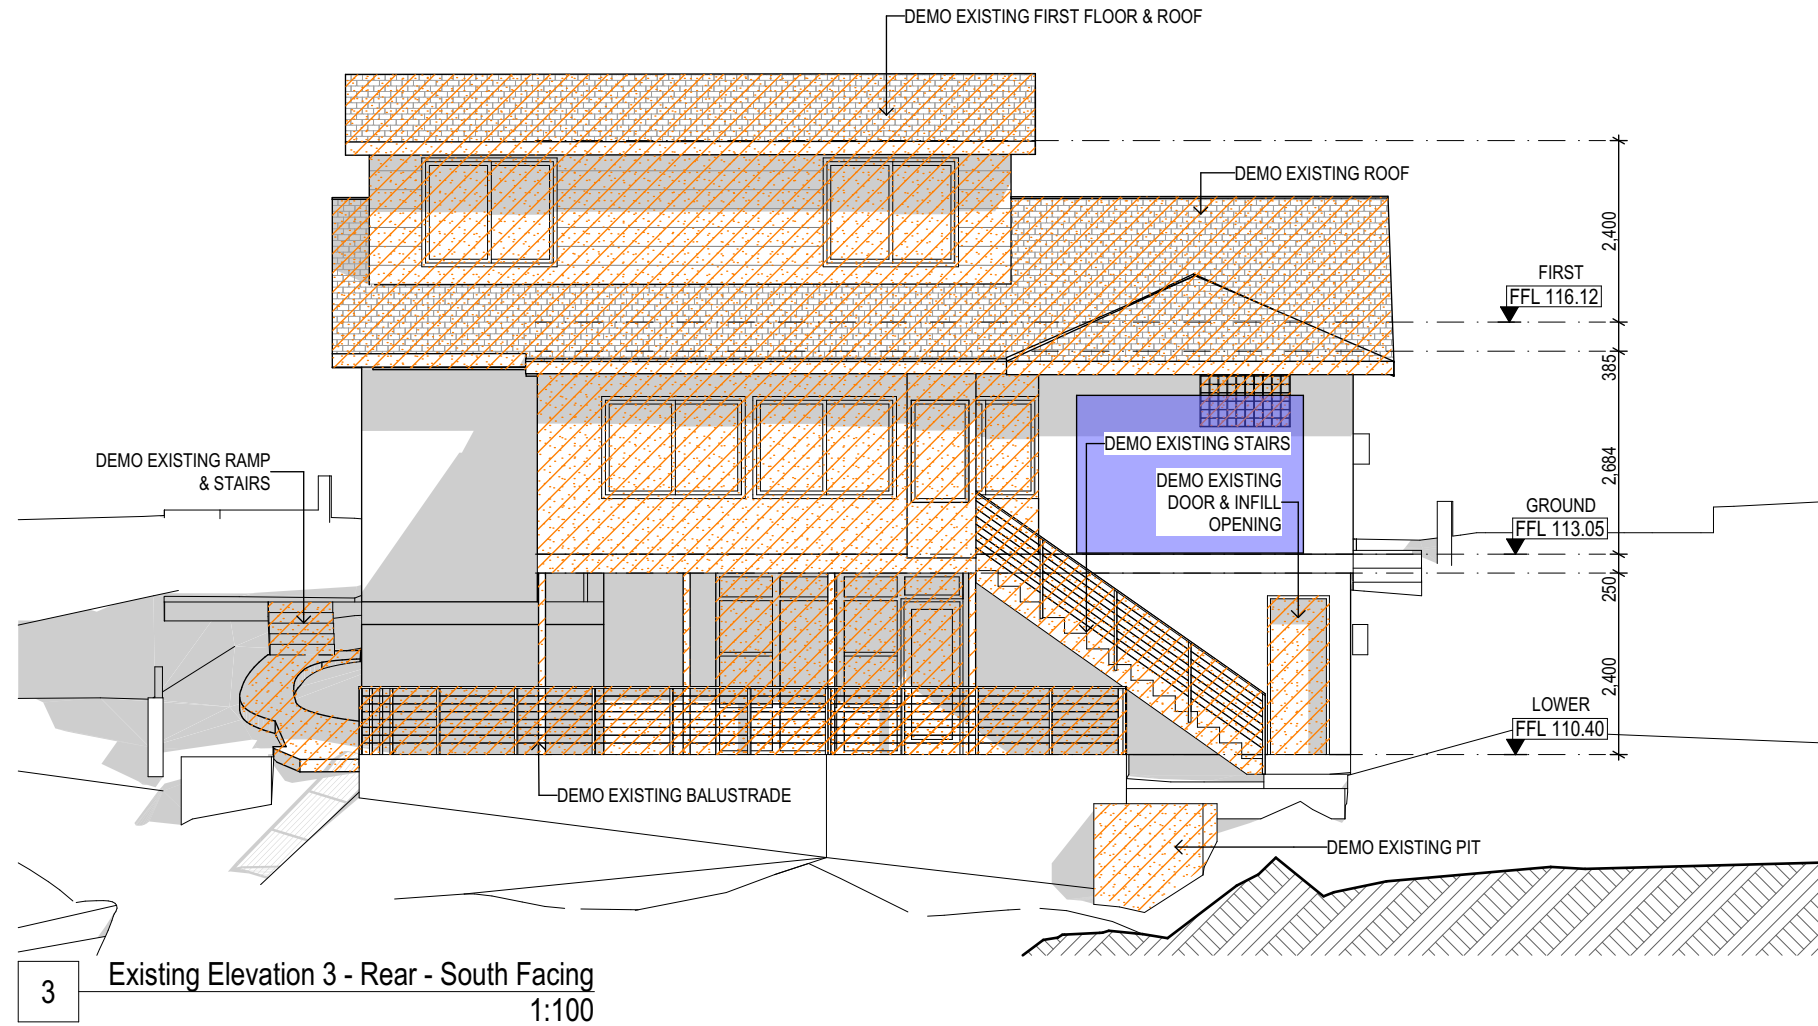 DEMO EXISTING FIRST FLOOR & ROOF
DEMO EXISTING ROOF
2,400
FIRST
FFL 116.12
385
DEMO EXISTING STAIRS
DEMO EXISTING RAMP
& STAIRS
DEMO EXISTING
DOOR & INFILL
OPENING
2,684
GROUND
FFL 113.05
250
2,400
LOWER
FFL 110.40
DEMO EXISTING BALUSTRADE
DEMO EXISTING PIT
3
Existing Elevation 3 - Rear - South Facing
1:100